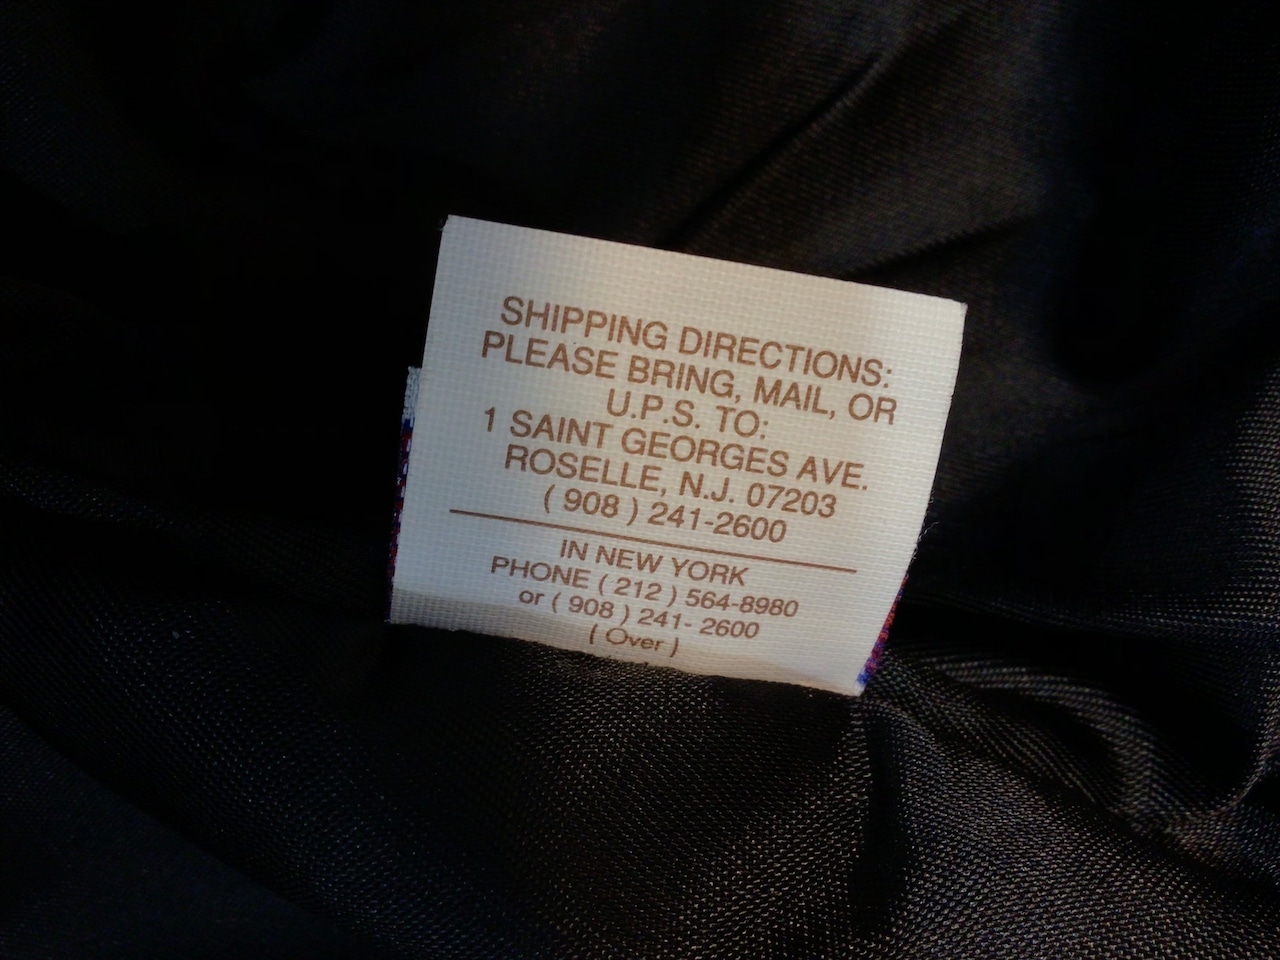 SHIPPING DIRECTIONS:
PLEASE BRING, MAIL, OR
U.P.S. TO:
1 SAINT GEORGES AVE.
ROSELLE, N.J. 07203
( 908 ) 241-2600
IN NEW YORK
PHONE ( 212 ) 564-8980
or ( 908 ) 241- 2600
( Over )